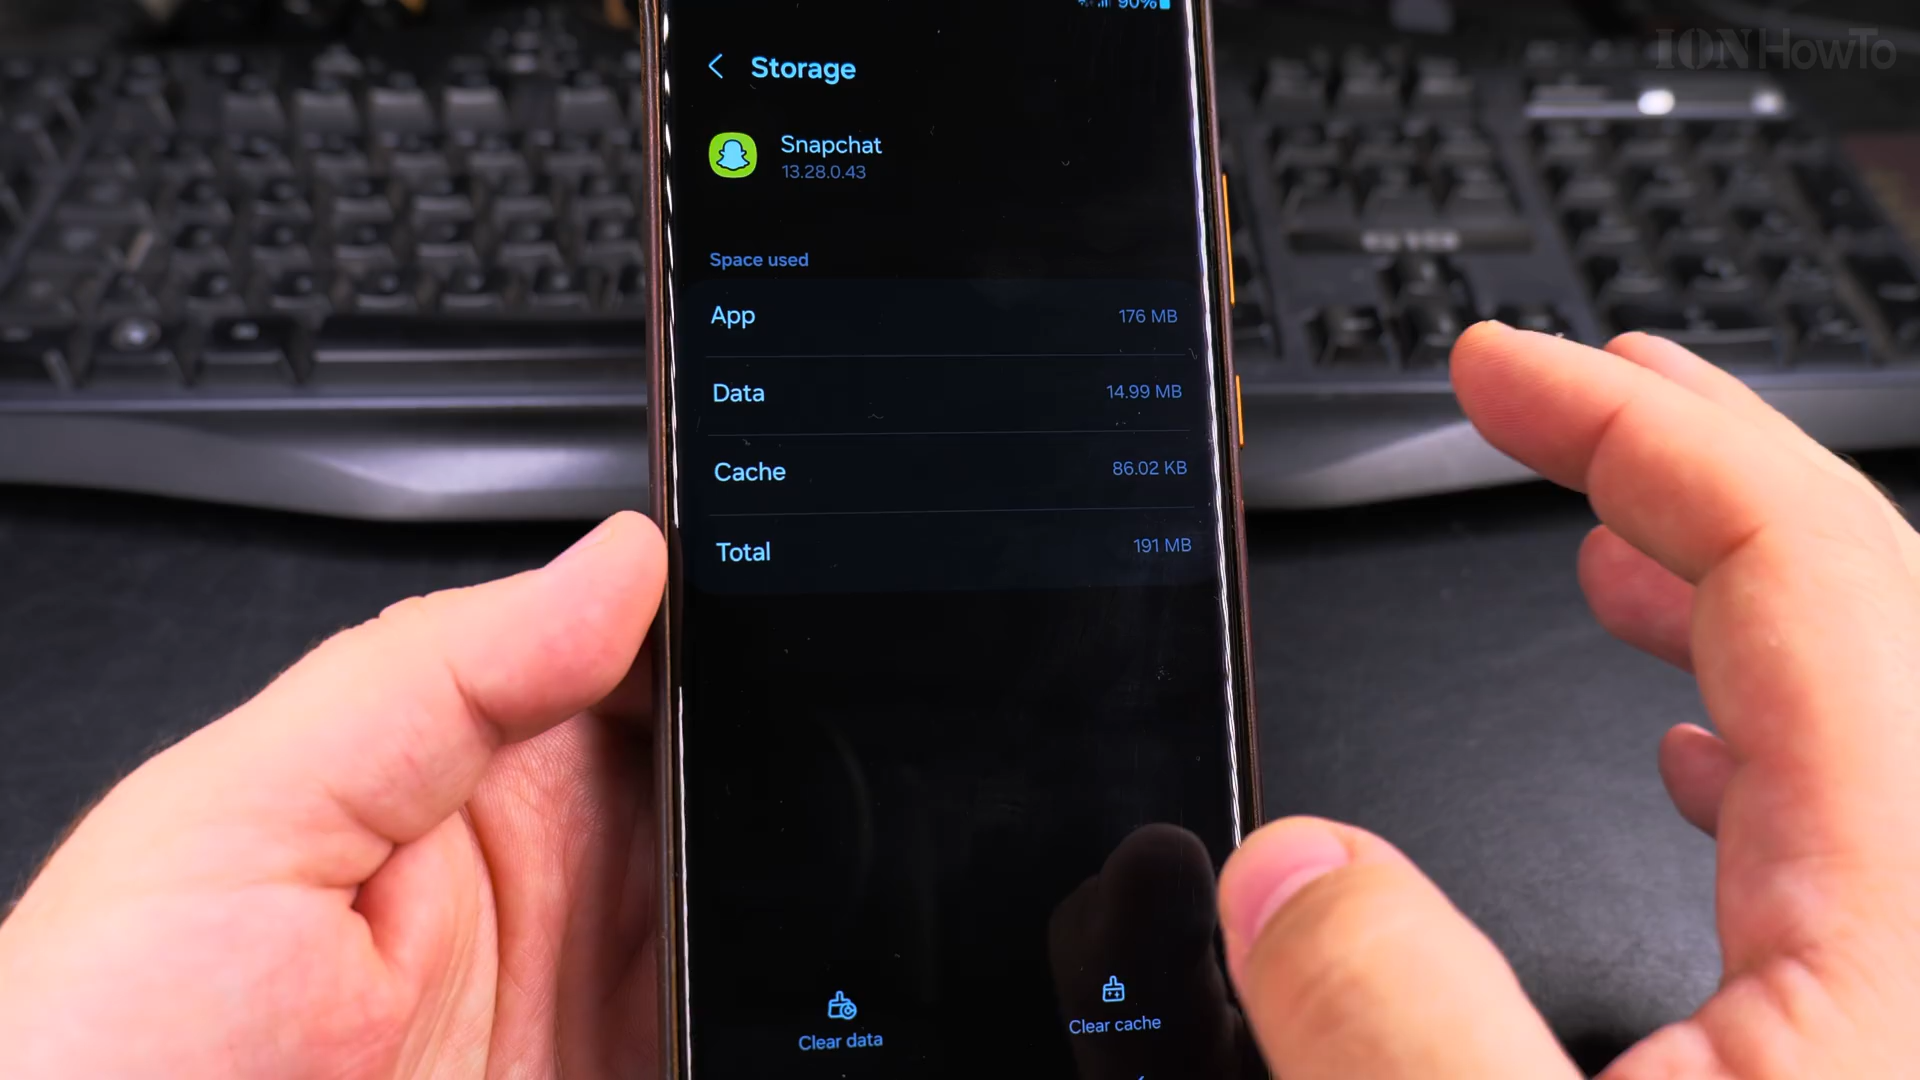 90%
IONHowTo
Storage
Snapchat
13.28.0.43
Space used
App 176 MB
Data 14.99 MB
Cache 86.02 KB
Total 191 MB
Clear data
Clear cache